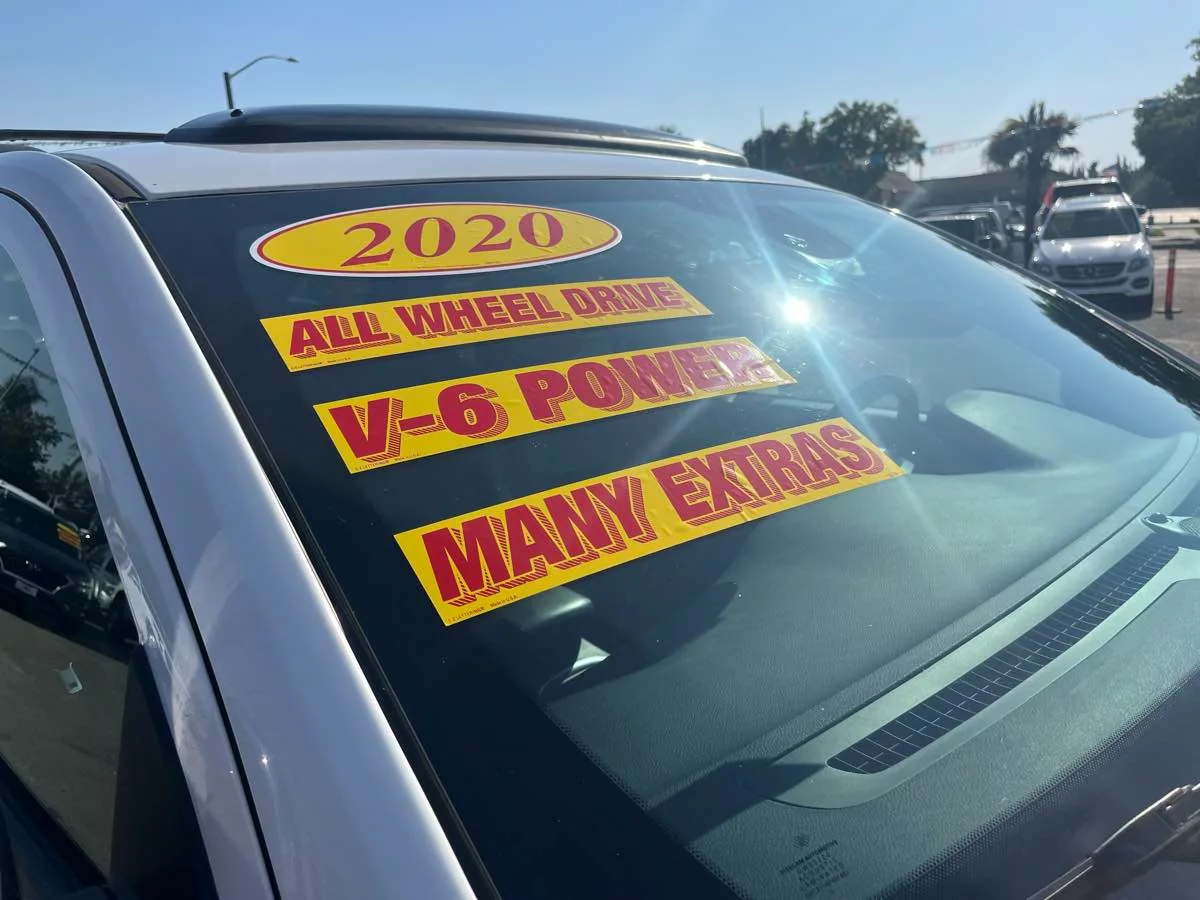 2020
ALL WHEEL DRIVE
V-6 POWER
MANY EXTRAS